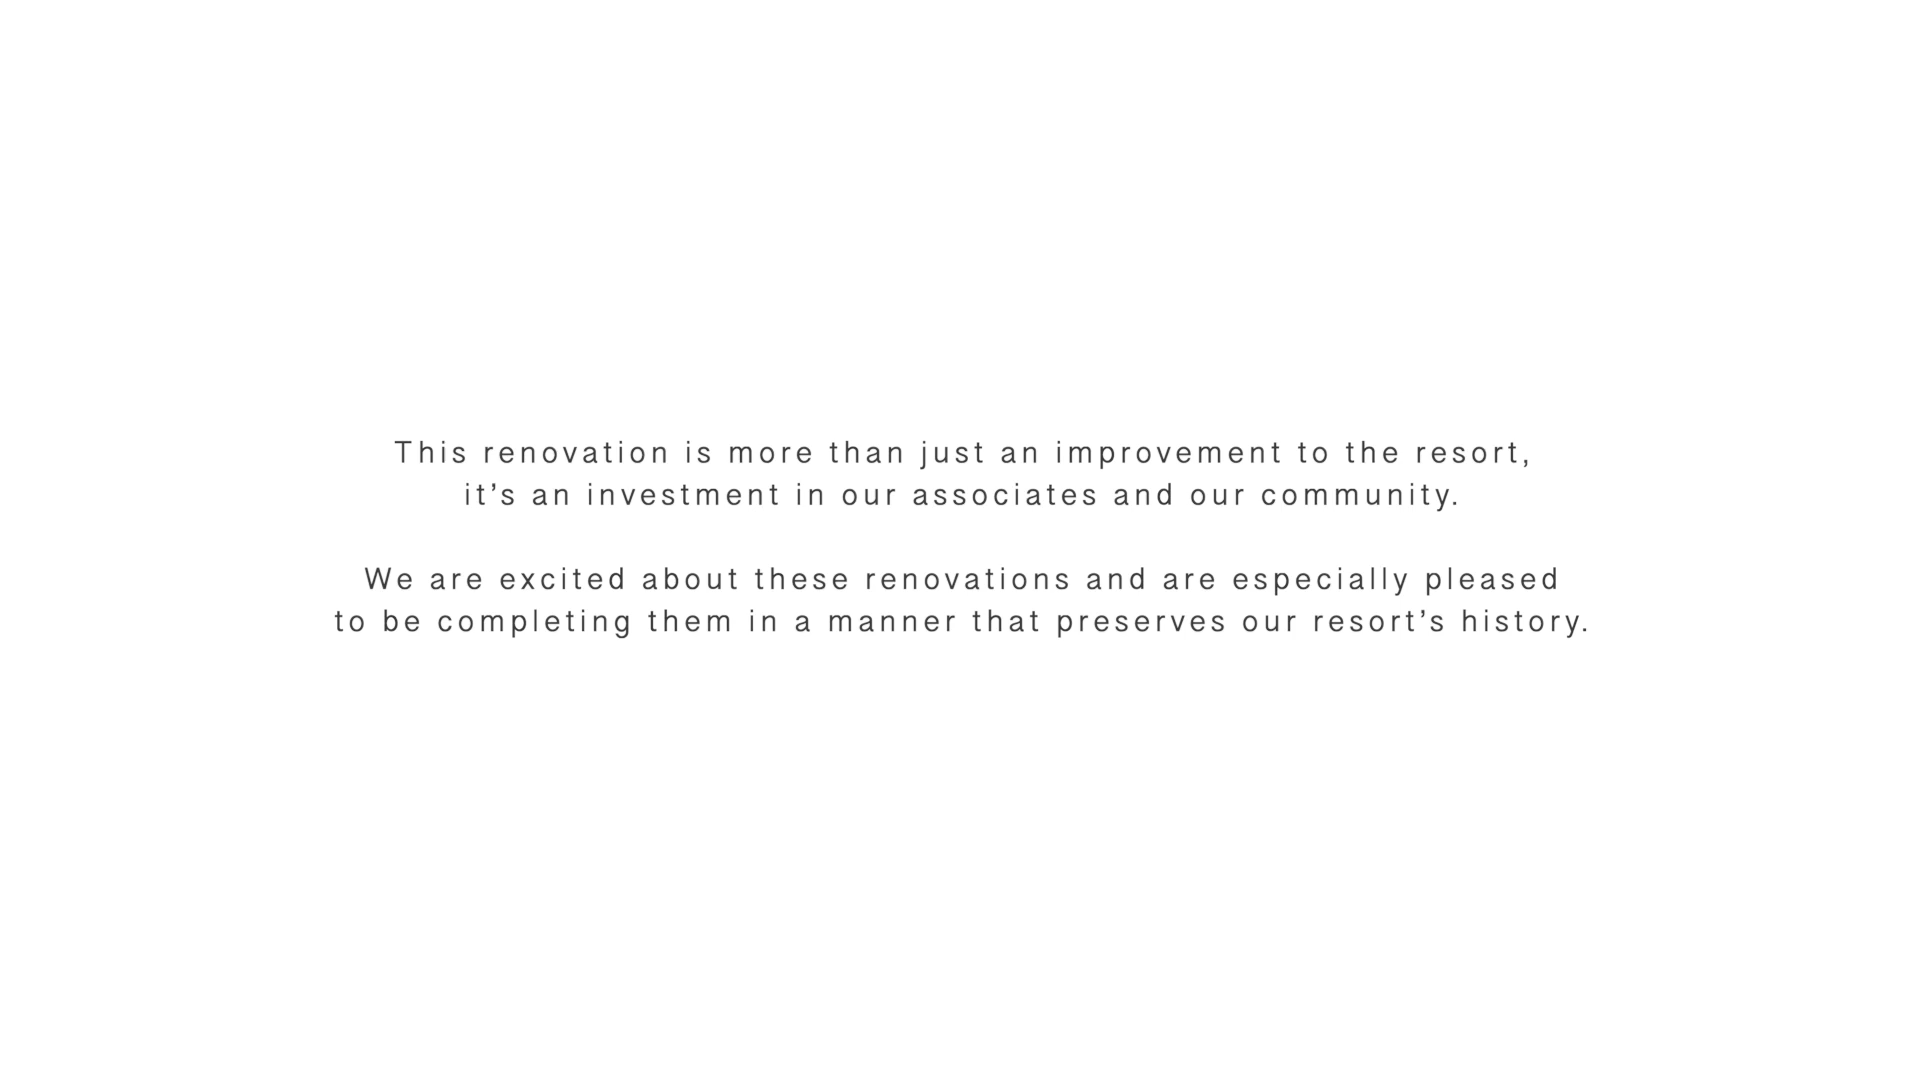 This renovation is more than just an improvement to the resort,
it’s an investment in our associates and our community.
We are excited about these renovations and are especially pleased
to be completing them in a manner that preserves our resort’s history.